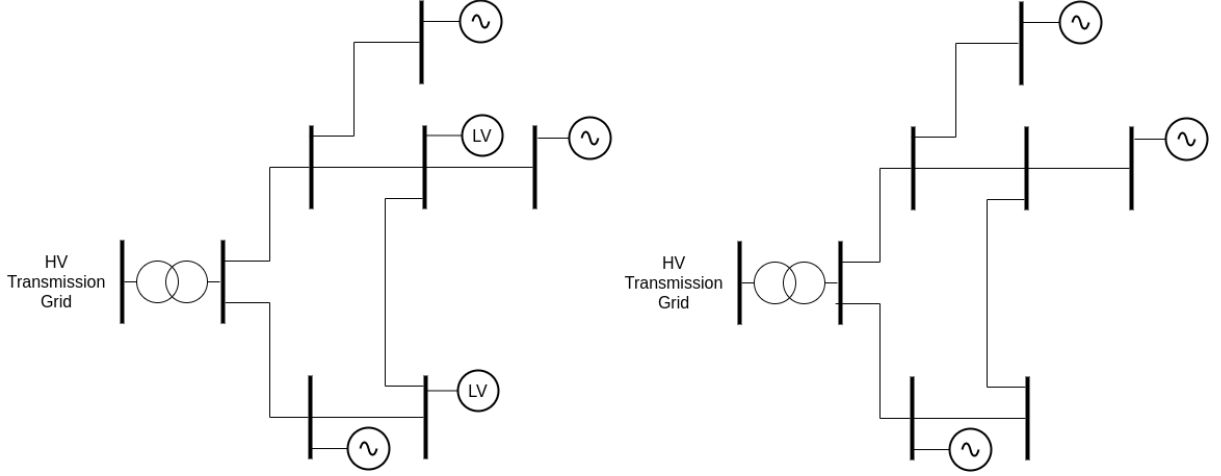 LV
HV
Transmission
Grid
LV
HV
Transmission
Grid